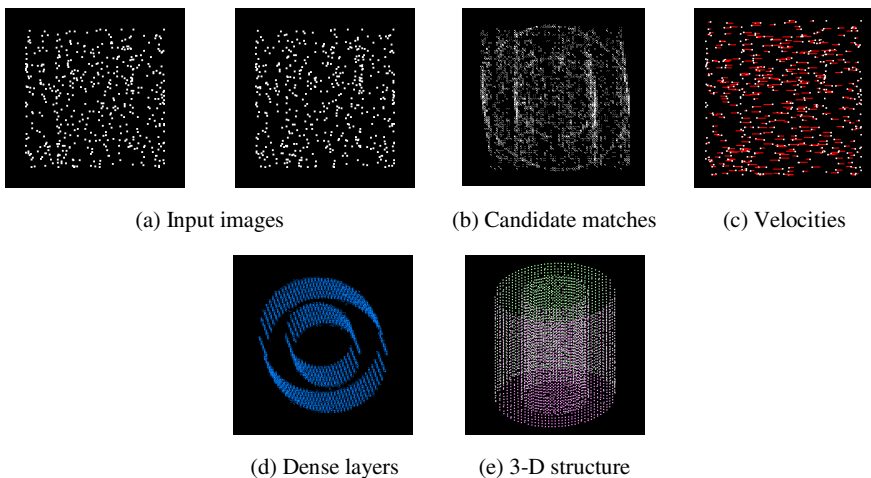 (a) Input images
(b) Candidate matches
(c) Velocities
(d) Dense layers
(e) 3-D structure